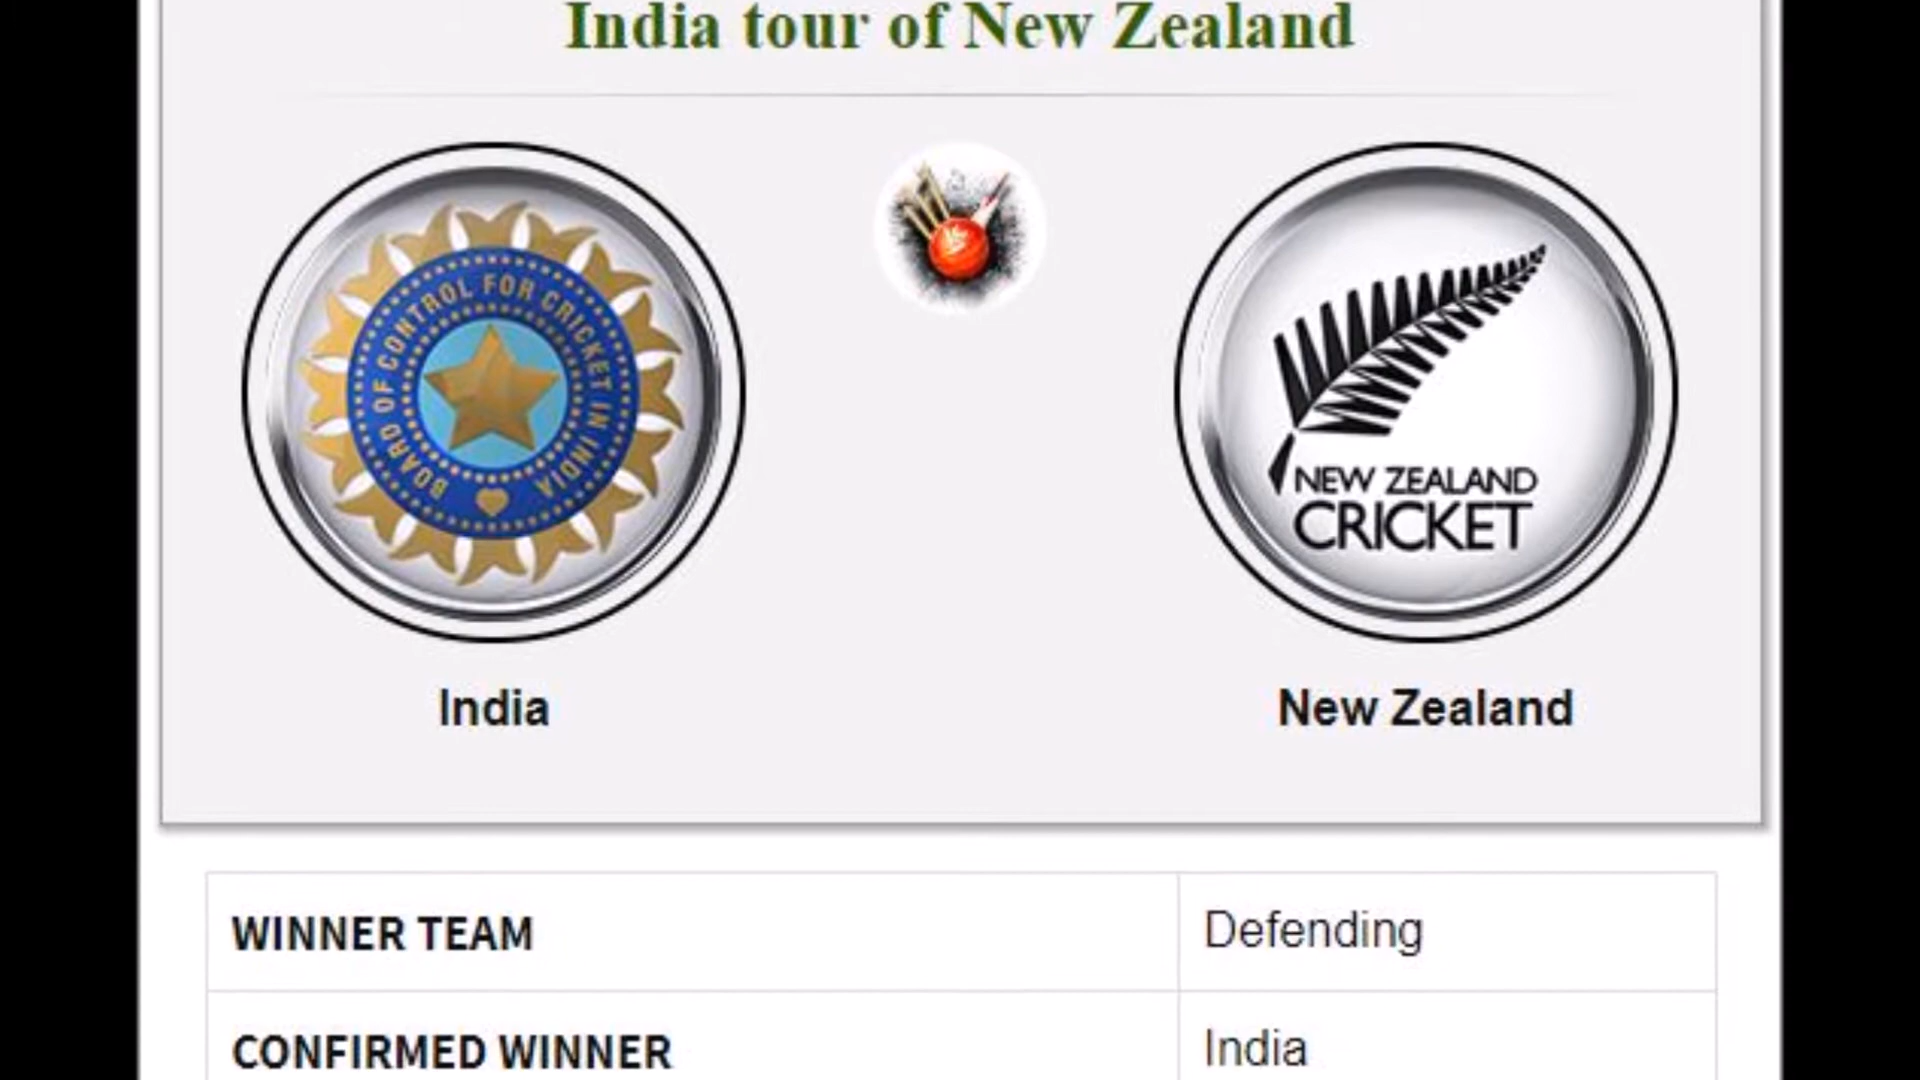 India tour of New Zealand
BOARD OF CONTROL FOR CRICKET IN INDIA
NEW ZEALAND
CRICKET
India
New Zealand
WINNER TEAM
Defending
CONFIRMED WINNER
India